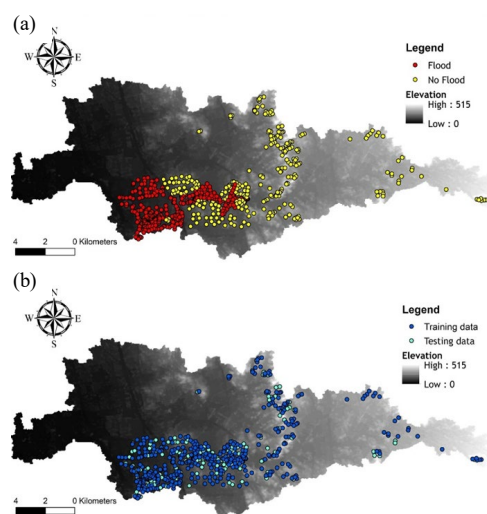 (a)
N
W E
S
Legend
Flood
No Flood
Elevation
High : 515
Low : 0
4 2 0 Kilometers
(b)
N
W E
S
Legend
Training data
Testing data
Elevation
High : 515
Low : 0
4 2 0 Kilometers